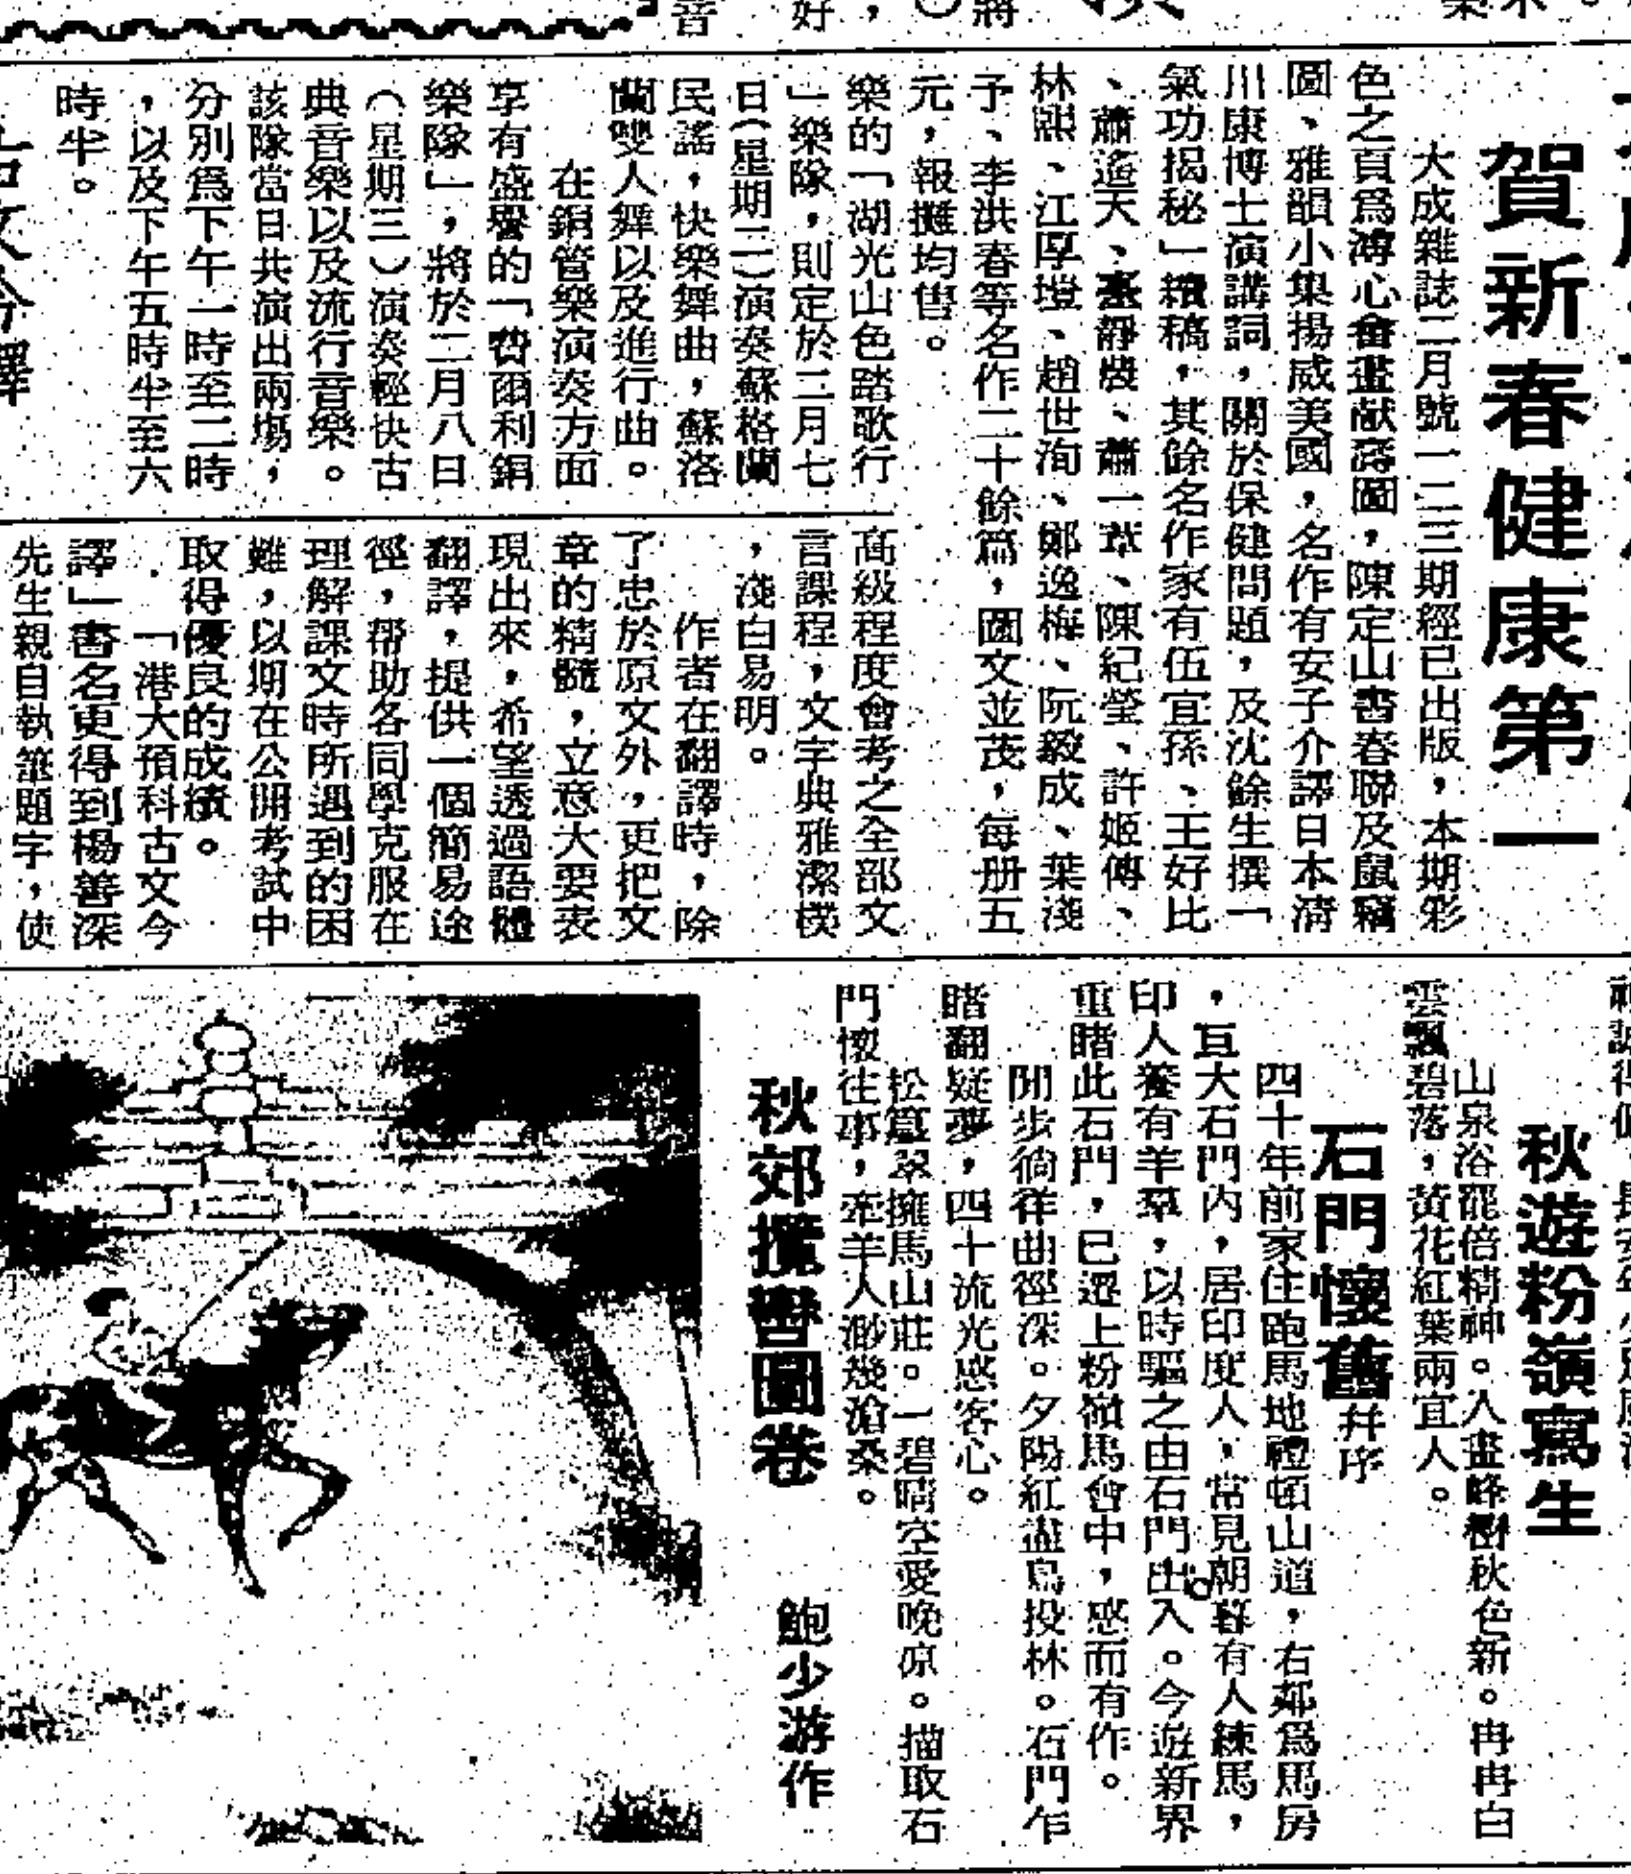 賀新春健康第一
大成雜誌二月號一二三期經已出版，本期彩
色之頁爲溥心畬畫献壽圖，陳定山書春聯及鼠竊
圖、雅韻小集揚威美國，名作有安子介譯日本淸
川康博士演講詞，關於保健問題，及沈餘生撰「
氣功揭秘」續稿，其餘名作家有伍宜孫、王好比
、蕭遙天、臺靜農、蕭一葦、陳紀瀅、許姬傳、
林熙、江厚塏、趙世洵、鄭逸梅、阮毅成、葉淺
子、李洪春等名作二十餘篇，圖文並茂，每册五
元，報攤均售。
樂的「湖光山色踏歌行
」樂隊，則定於二月七
日（星期二）演奏蘇格蘭
民謠，快樂舞曲，蘇洛
蘭雙人舞以及進行曲。
在銅管樂演奏方面
享有盛譽的「費爾利銅
樂隊」，將於二月八日
（星期三）演奏輕快古
典音樂以及流行音樂。
該隊當日共演出兩塲，
分別爲下午一時至二時
，以及下午五時半至六
時半。
高級程度會考之全部文
言課程，文字典雅潔樸
，淺白易明。
作者在翻譯時，除
了忠於原文外，更把文
章的精髓，立意大要表
現出來，希望透過語體
翻譯，提供一個簡易途
徑，帮助各同學克服在
理解課文時所遇到的困
難，以期在公開考試中
取得優良的成績。
「港大預科古文今
譯」書名更得到楊善深
先生親自執筆題字，使
秋遊粉嶺寫生
山泉浴罷倍精神。入畫峰樹秋色新。冉冉白
雲飄碧落，黃花紅葉兩宜人。
石門懷舊并序
四十年前家住跑馬地禮頓山道，右鄰爲馬房
，亘大石門內，居印度人，常見朝暮有人練馬，
印人養有羊羣，以時驅之由石門出入。今遊新界
重睹此石門，已遷上粉嶺馬會中，感而有作。
閒步徜徉曲徑深。夕陽紅盡鳥投林。石門乍
睹翻疑夢，四十流光感客心。
松篁翠擁馬山莊。一碧晴空愛晚凉。描取石
門懷往事，牽羊人渺幾滄桑。
秋郊攬轡圖卷　鮑少游作